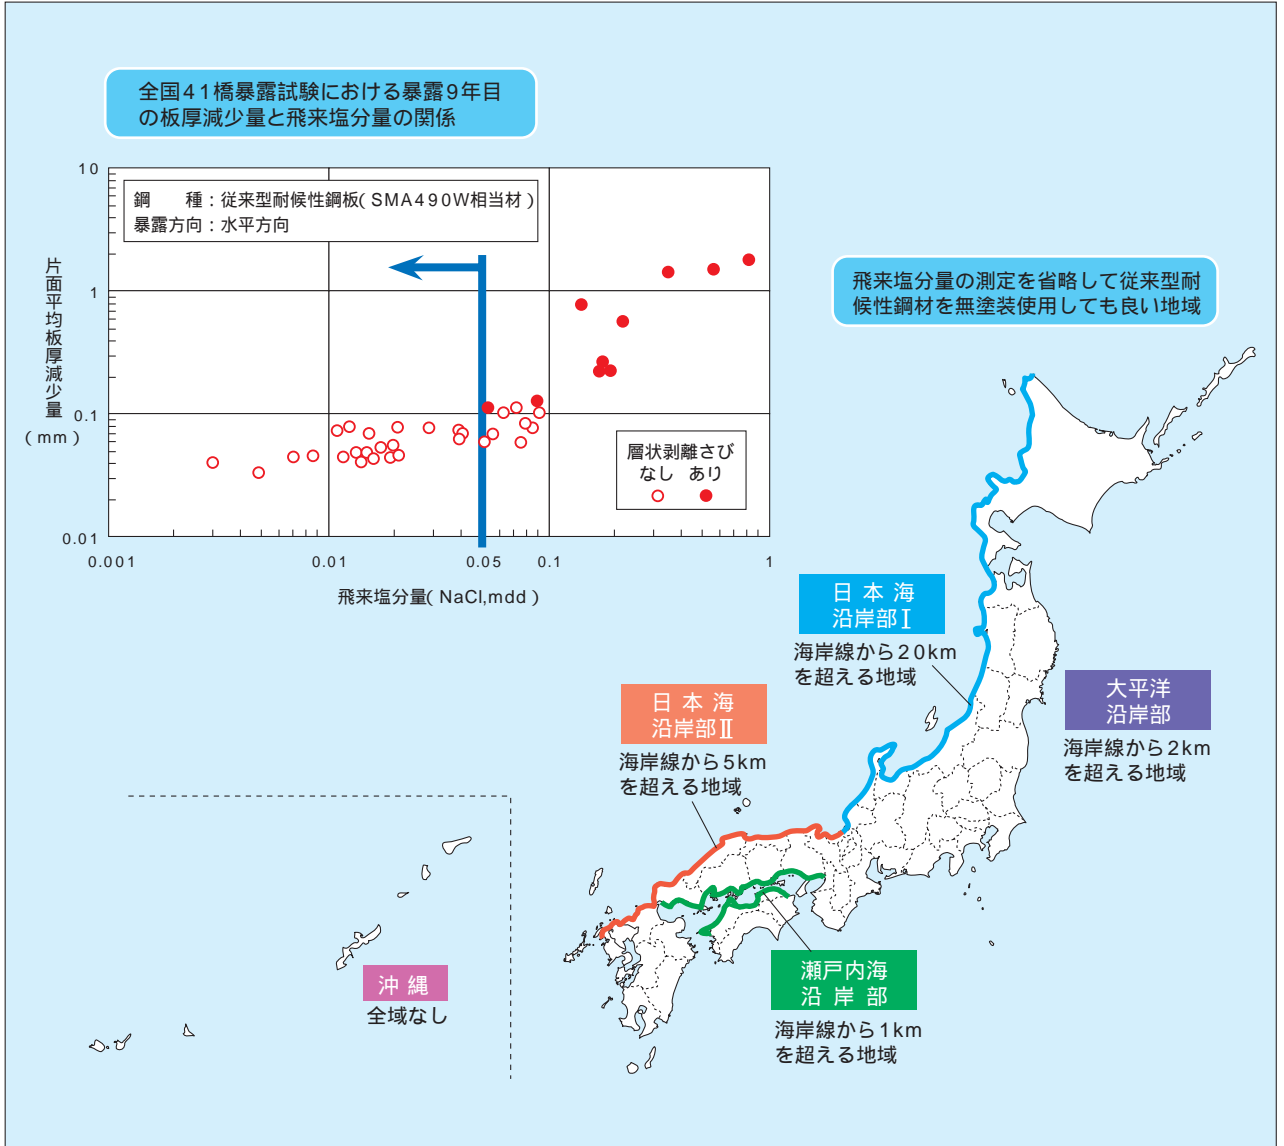 全国41橋暴露試験における暴露9年目
の板厚減少量と飛来塩分量の関係
鋼　種：従来型耐候性鋼板(SMA490W相当材)
暴露方向：水平方向
片面平均板厚減少量
(mm)
10
1
0.1
0.01
層状剥離さび
なし あり
0.001
0.01
0.05
0.1
1
飛来塩分量(NaCl,mdd)
飛来塩分量の測定を省略して従来型耐
候性鋼材を無塗装使用しても良い地域
日本海
沿岸部Ⅰ
海岸線から20km
を超える地域
大平洋
沿岸部
海岸線から2km
を超える地域
日本海
沿岸部Ⅱ
海岸線から5km
を超える地域
瀬戸内海
沿岸部
海岸線から1km
を超える地域
沖縄
全域なし